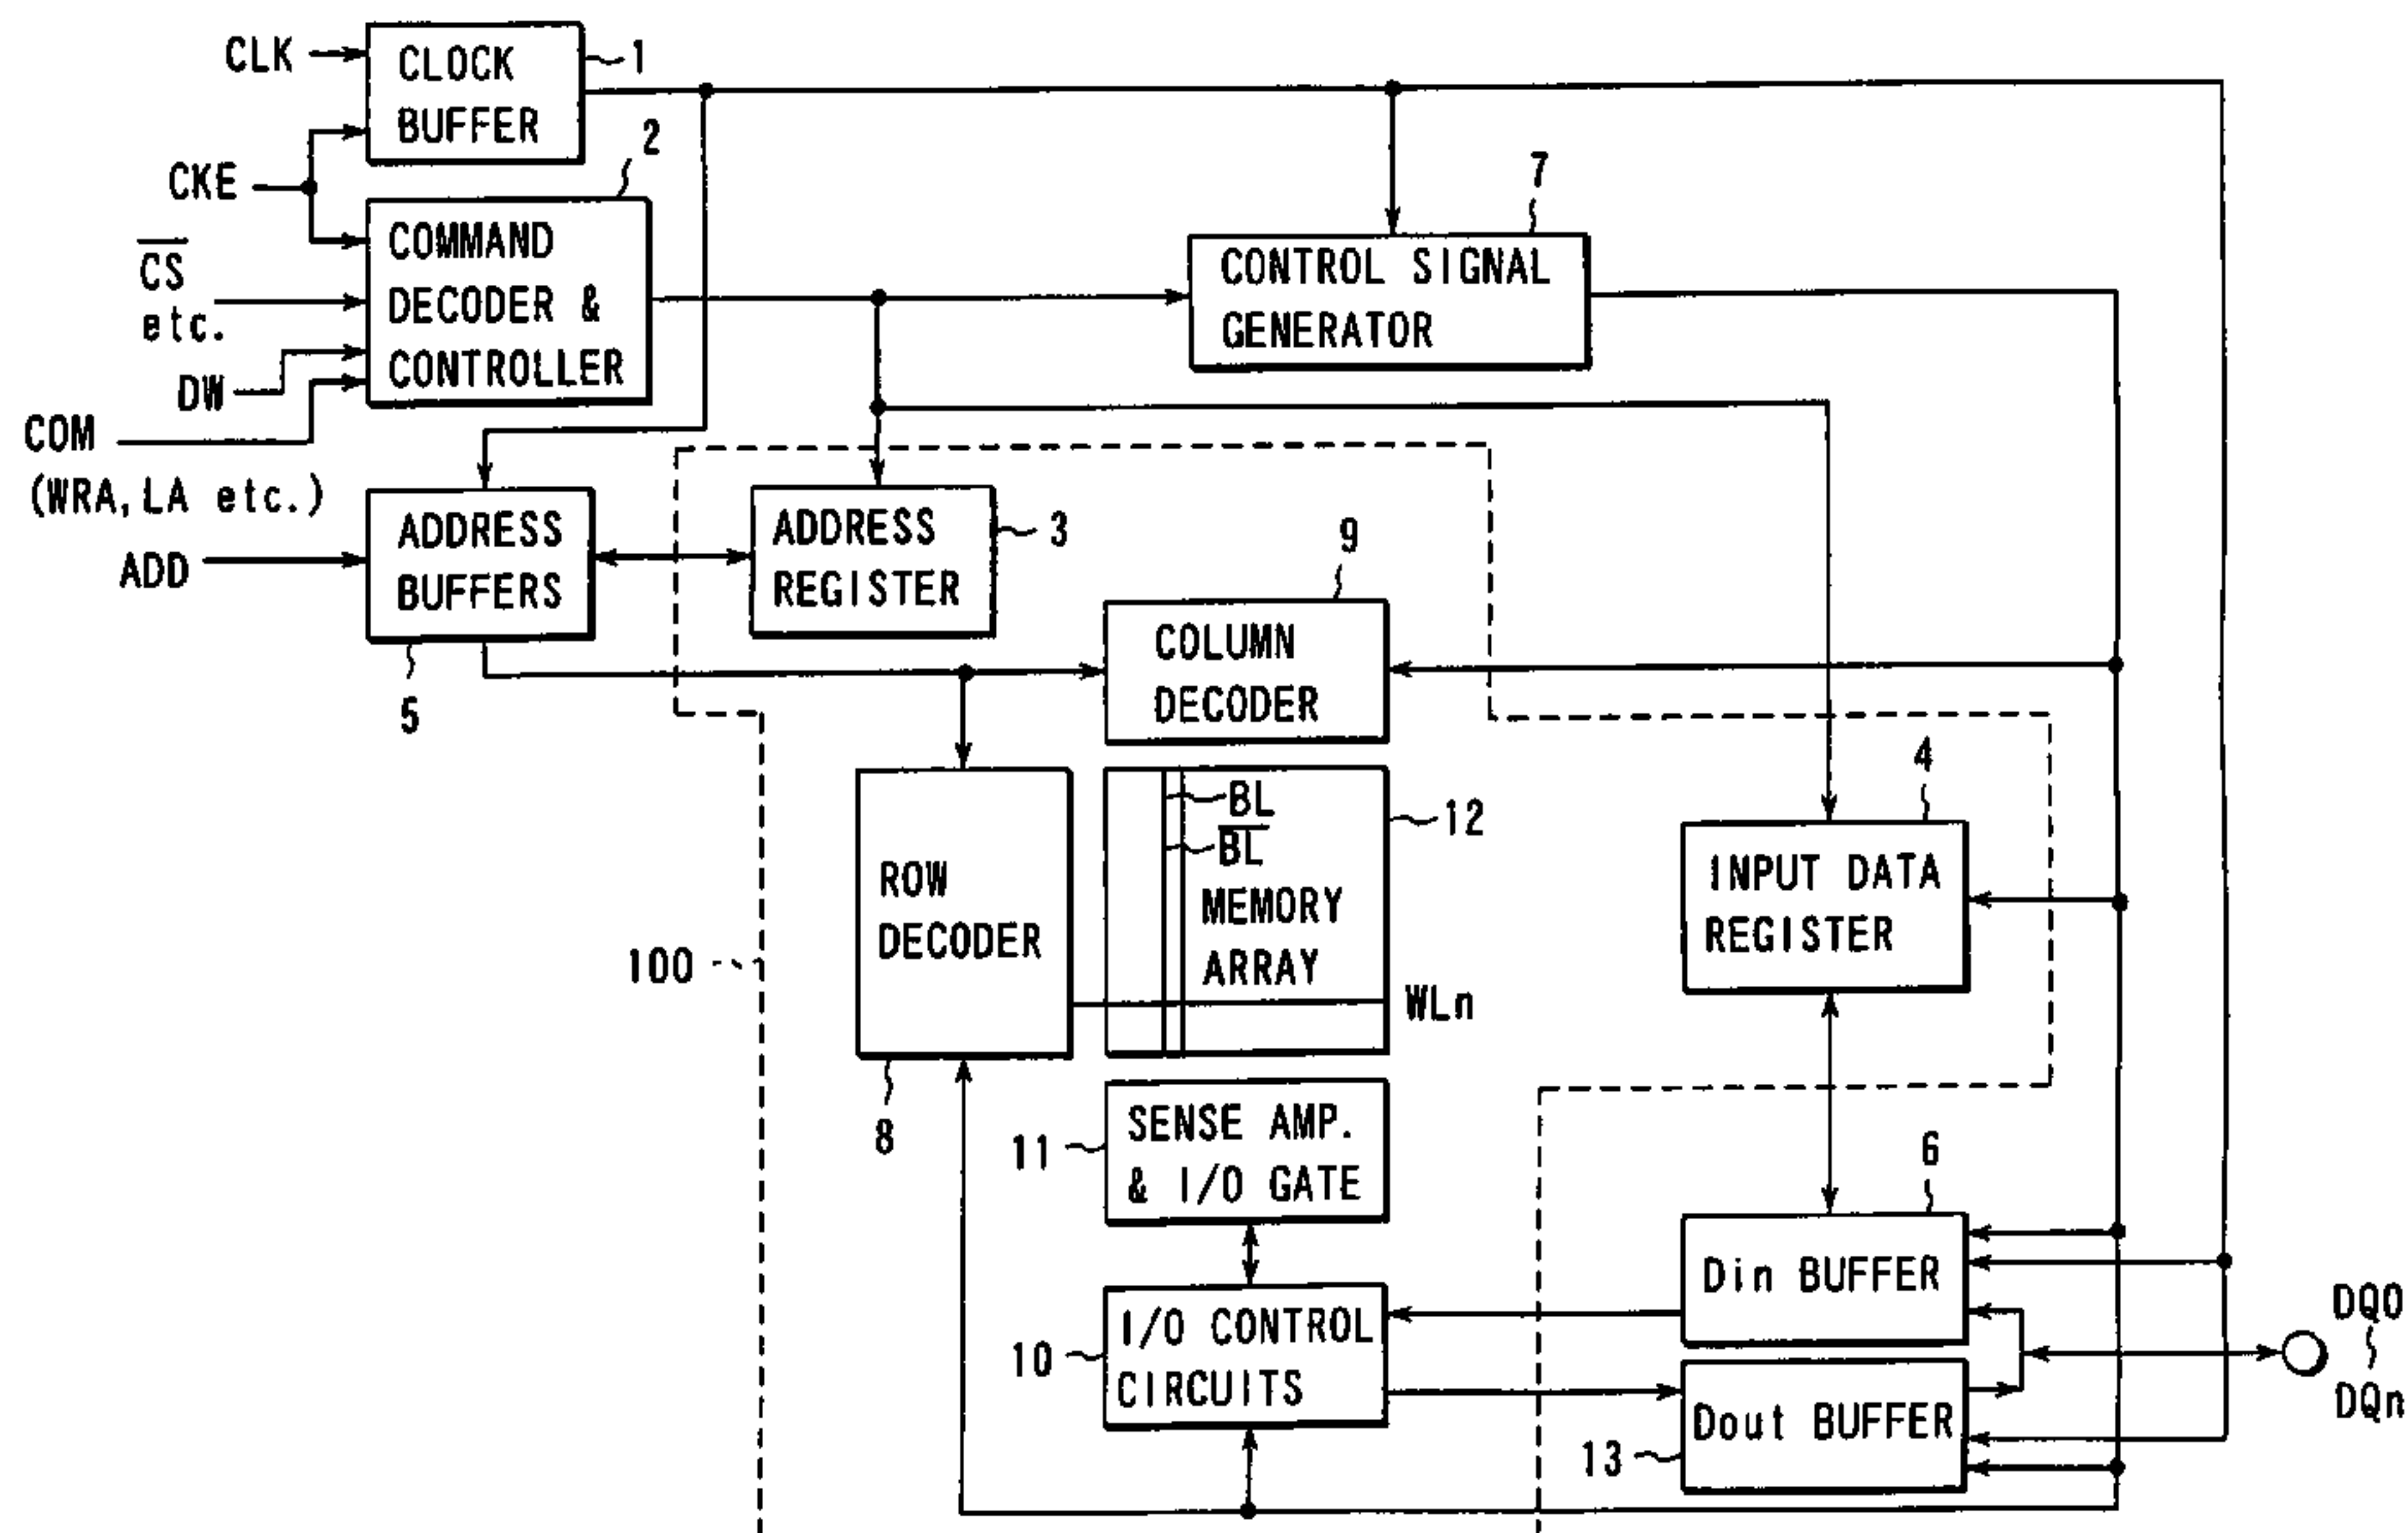 CLK
CLOCK
BUFFER
1
2
CKE
7
C̅S̅
etc.
COMMAND
DECODER &
CONTROLLER
CONTROL SIGNAL
GENERATOR
DW
COM
(WRA, LA etc.)
ADD
ADDRESS
BUFFERS
5
ADDRESS
REGISTER
3
9
COLUMN
DECODER
4
BL
B̅L̅
MEMORY
ARRAY
12
ROW
DECODER
8
100
WLn
INPUT DATA
REGISTER
11
SENSE AMP.
& I/O GATE
6
Din BUFFER
10
I/O CONTROL
CIRCUITS
13
Dout BUFFER
DQ0
DQn